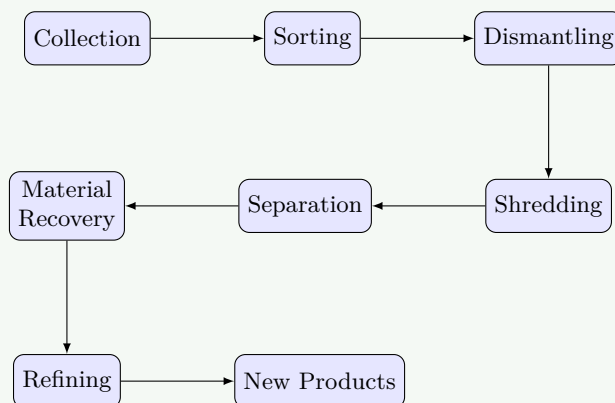 Collection
Sorting
Dismantling
Material
Recovery
Separation
Shredding
Refining
New Products